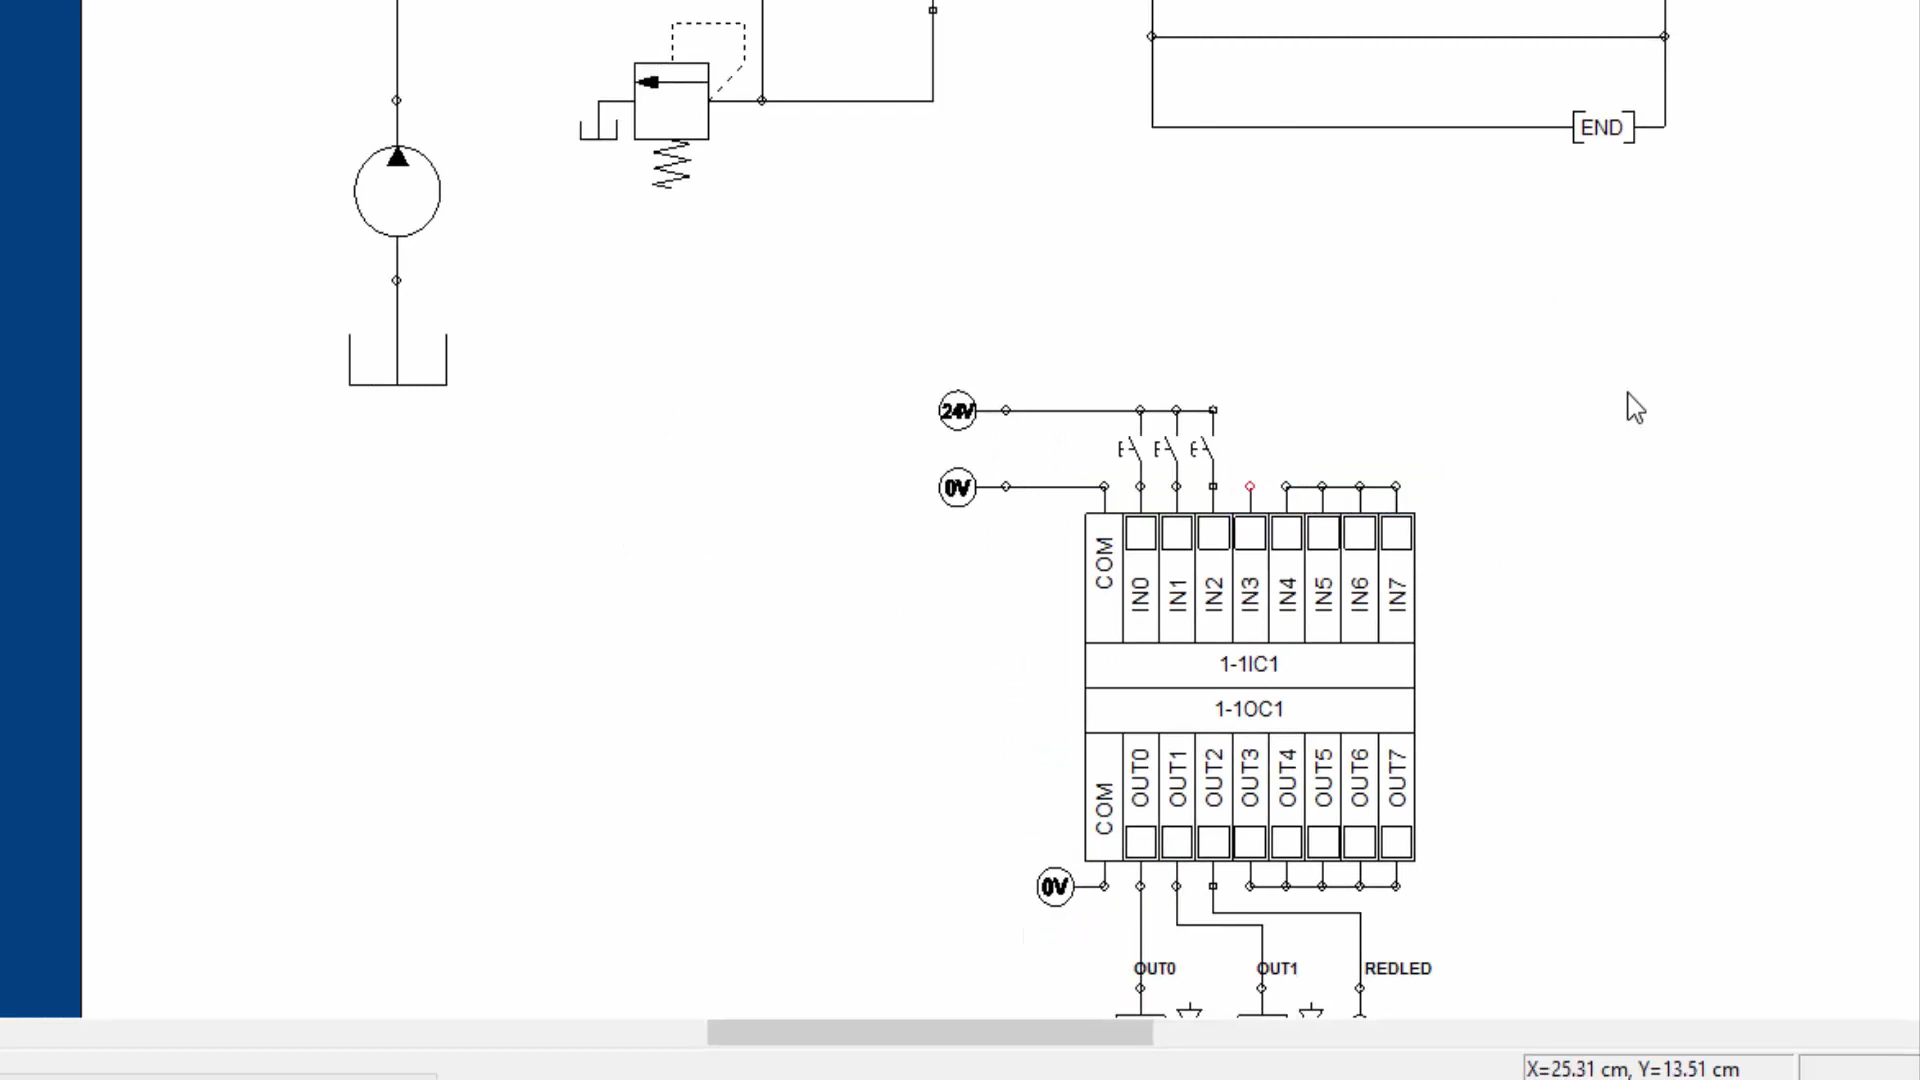 END
24V
0V
COM IN0 IN1 IN2 IN3 IN4 IN5 IN6 IN7
1-1IC1
1-1OC1
COM OUT0 OUT1 OUT2 OUT3 OUT4 OUT5 OUT6 OUT7
0V
OUT0 OUT1 REDLED
X=25.31 cm, Y=13.51 cm